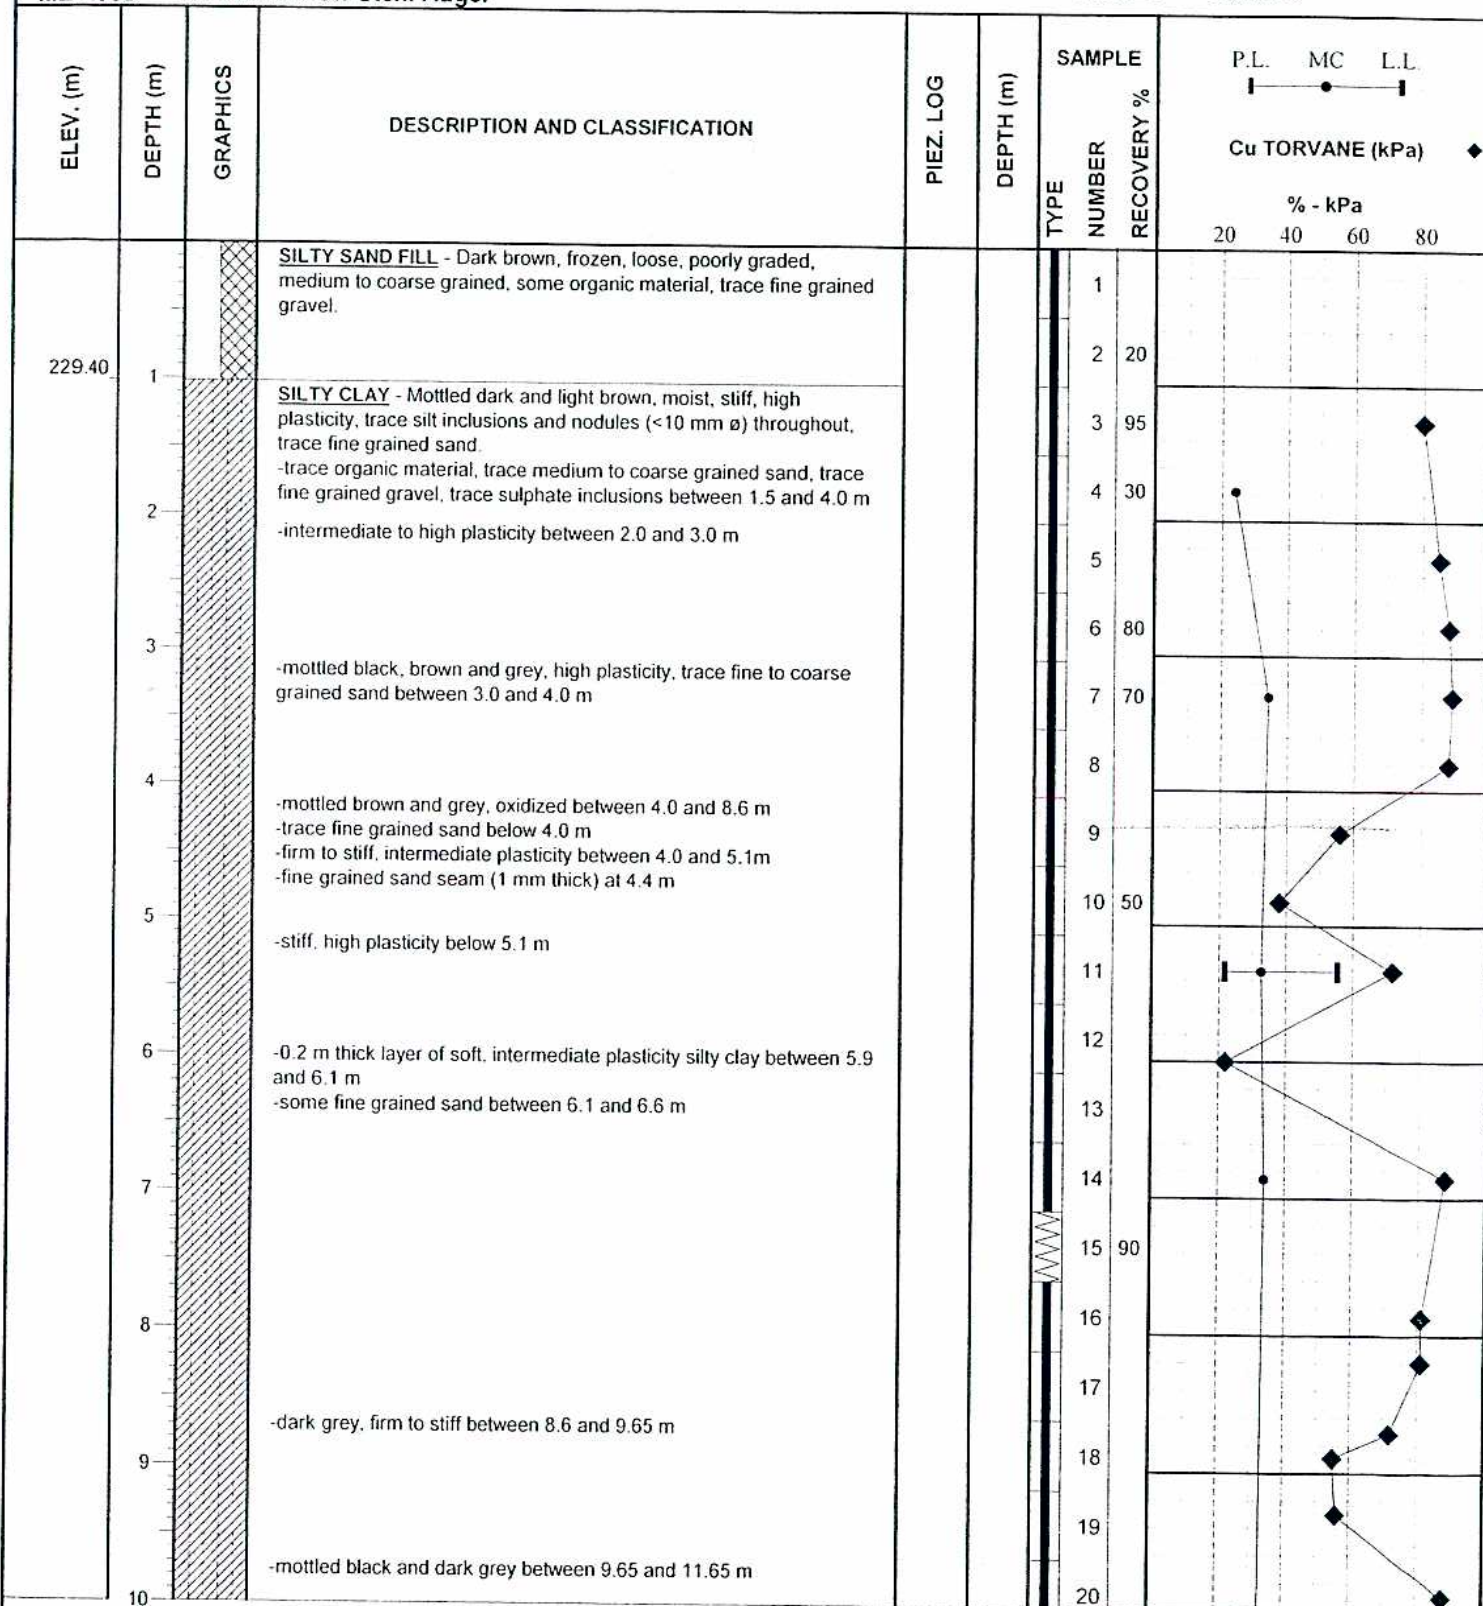 ELEV. (m)
DEPTH (m)
GRAPHICS
DESCRIPTION AND CLASSIFICATION
PIEZ. LOG
DEPTH (m)
SAMPLE
TYPE
NUMBER
RECOVERY %
P.L. MC L.L.
Cu TORVANE (kPa)
% - kPa
20 40 60 80
SILTY SAND FILL - Dark brown, frozen, loose, poorly graded,
medium to coarse grained, some organic material, trace fine grained
gravel.
1
2 20
229.40
1
SILTY CLAY - Mottled dark and light brown, moist, stiff, high
plasticity, trace silt inclusions and nodules (<10 mm ø) throughout,
trace fine grained sand.
-trace organic material, trace medium to coarse grained sand, trace
fine grained gravel, trace sulphate inclusions between 1.5 and 4.0 m
3 95
4 30
2
-intermediate to high plasticity between 2.0 and 3.0 m
5
6 80
3
-mottled black, brown and grey, high plasticity, trace fine to coarse
grained sand between 3.0 and 4.0 m
7 70
8
4
-mottled brown and grey, oxidized between 4.0 and 8.6 m
-trace fine grained sand below 4.0 m
-firm to stiff, intermediate plasticity between 4.0 and 5.1m
-fine grained sand seam (1 mm thick) at 4.4 m
9
10 50
5
-stiff, high plasticity below 5.1 m
11
12
6
-0.2 m thick layer of soft, intermediate plasticity silty clay between 5.9
and 6.1 m
-some fine grained sand between 6.1 and 6.6 m
13
14
7
15 90
16
8
17
-dark grey, firm to stiff between 8.6 and 9.65 m
18
9
19
-mottled black and dark grey between 9.65 and 11.65 m
10
20